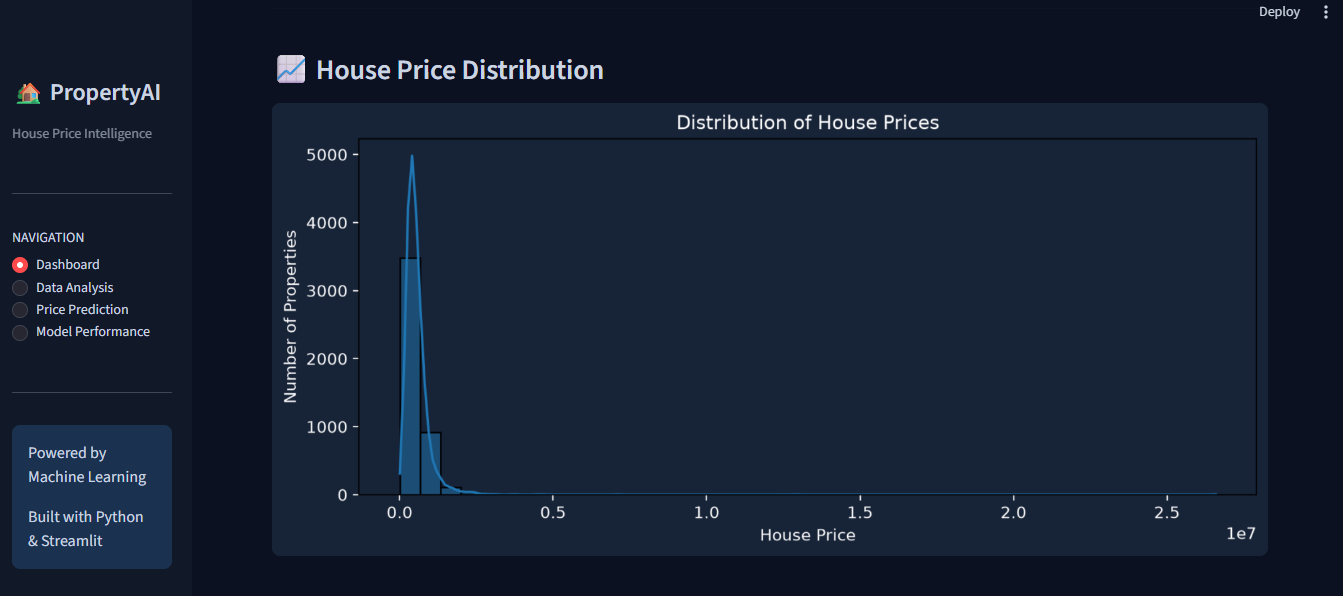 Deploy
PropertyAI
House Price Intelligence
NAVIGATION
Dashboard
Data Analysis
Price Prediction
Model Performance
Powered by
Machine Learning
Built with Python
& Streamlit
House Price Distribution
Distribution of House Prices
Number of Properties
5000
4000
3000
2000
1000
0
0.0 0.5 1.0 1.5 2.0 2.5
1e7
House Price